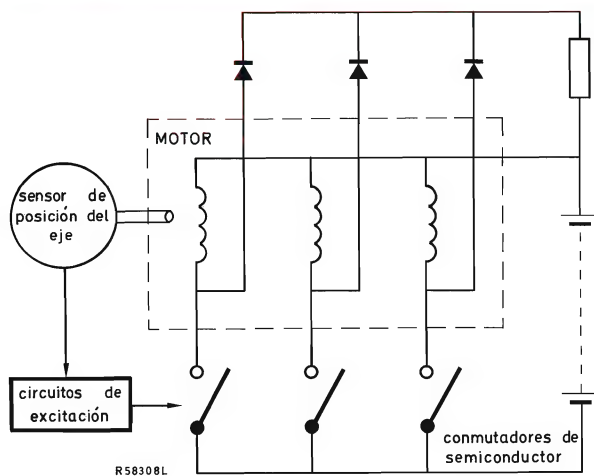 MOTOR
sensor de
posición del
eje
circuitos de
excitación
conmutadores de
semiconductor
R58308L